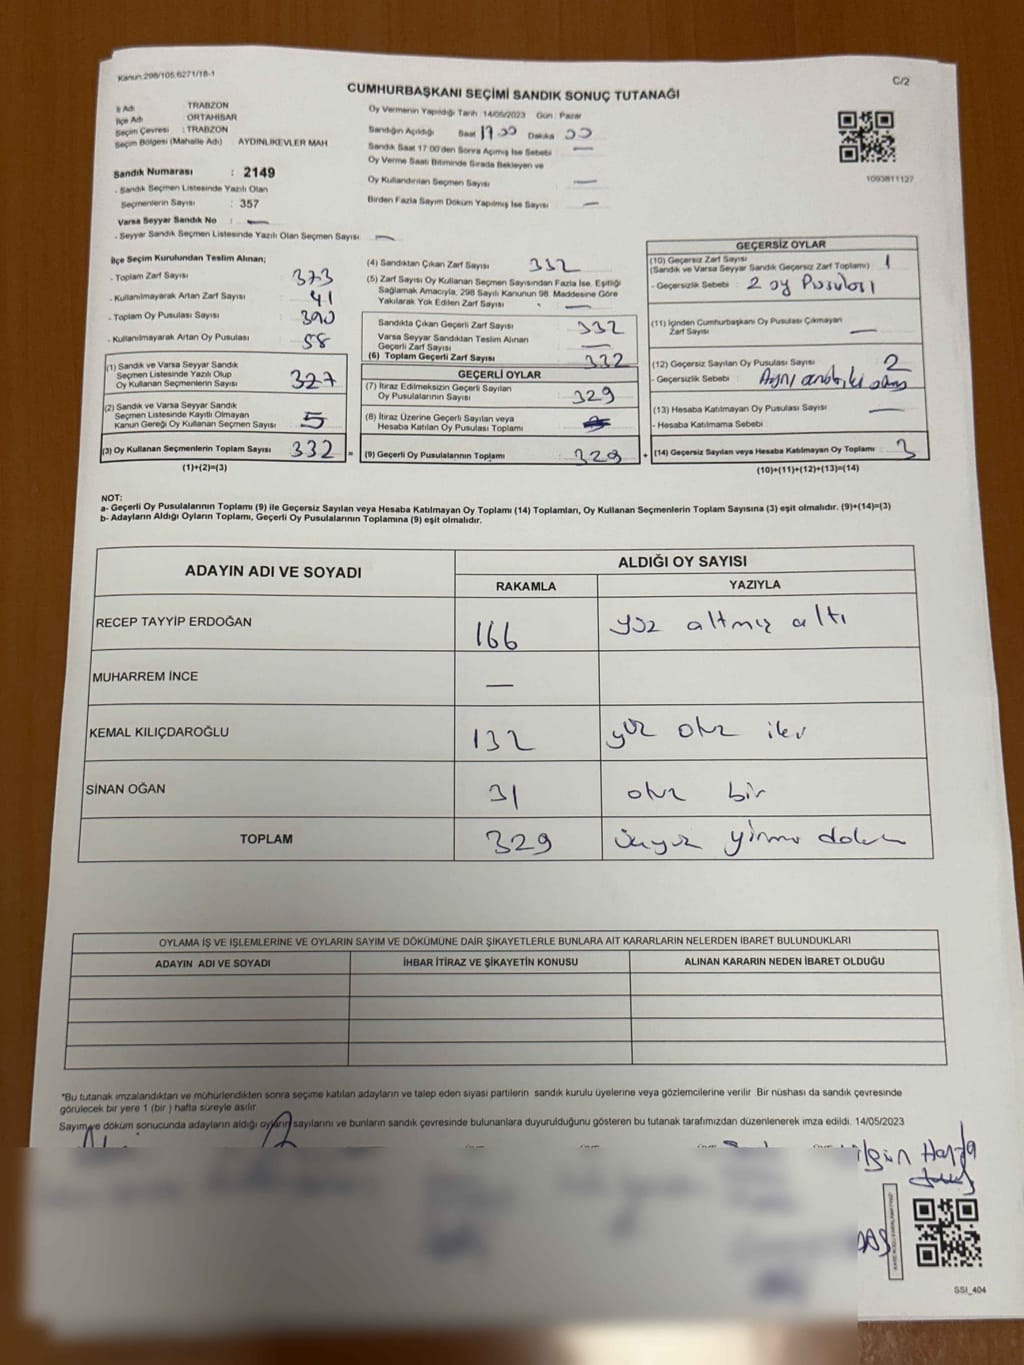 Kanun:298/105,6271/18-1
C/2
CUMHURBAŞKANI SEÇİMİ SANDIK SONUÇ TUTANAĞI
İl Adı TRABZON
İlçe Adı : ORTAHİSAR
Seçim Çevresi : TRABZON
Seçim Bölgesi (Mahalle Adı) : AYDINLIKEVLER MAH
Sandık Numarası : 2149
- Sandık Seçmen Listesinde Yazılı Olan
Seçmenlerin Sayısı : 357
Varsa Seyyar Sandık No : —
- Seyyar Sandık Seçmen Listesinde Yazılı Olan Seçmen Sayısı —
Oy Vermenin Yapıldığı Tarih 14/05/2023 Gün : Pazar
Sandığın Açıldığı Saat 17.00 Dakika 00
Sandık Saat 17:00'den Sonra Açımış İse Sebebi —
Oy Verme Saati Bitiminde Sırada Bekleyen ve
Oy Kullandırılan Seçmen Sayısı —
Birden Fazla Sayım Döküm Yapılmış İse Sayısı —
1093811127
İlçe Seçim Kurulundan Teslim Alınan;
- Toplam Zarf Sayısı 373
- Kullanılmayarak Artan Zarf Sayısı 41
- Toplam Oy Pusulası Sayısı 390
- Kullanılmayarak Artan Oy Pusulası 58
(1) Sandık ve Varsa Seyyar Sandık
Seçmen Listesinde Yazılı Olup
Oy Kullanan Seçmenlerin Sayısı 327
(2) Sandık ve Varsa Seyyar Sandık
Seçmen Listesinde Kayıtlı Olmayan
Kanun Gereği Oy Kullanan Seçmen Sayısı 5
(3) Oy Kullanan Seçmenlerin Toplam Sayısı 332 =
(1)+(2)=(3)
(4) Sandıktan Çıkan Zarf Sayısı 332
(5) Zarf Sayısı Oy Kullanan Seçmen Sayısından Fazla İse, Eşitliği
Sağlamak Amacıyla, 298 Sayılı Kanunun 98. Maddesine Göre
Yakılarak Yok Edilen Zarf Sayısı : —
Sandıkta Çıkan Geçerli Zarf Sayısı 332
Varsa Seyyar Sandıktan Teslim Alınan
Geçerli Zarf Sayısı —
(6) Toplam Geçerli Zarf Sayısı 332
GEÇERLİ OYLAR
(7) İtiraz Edilmeksizin Geçerli Sayılan
Oy Pusulalarının Sayısı 329
(8) İtiraz Üzerine Geçerli Sayılan veya
Hesaba Katılan Oy Pusulası Toplamı
(9) Geçerli Oy Pusulalarının Toplamı 329 +
GEÇERSİZ OYLAR
(10) Geçersiz Zarf Sayısı 1
(Sandık ve Varsa Seyyar Sandık Geçersiz Zarf Toplamı)
- Geçersizlik Sebebi : 2 oy Pusulası
(11) İçinden Cumhurbaşkanı Oy Pusulası Çıkmayan
Zarf Sayısı —
(12) Geçersiz Sayılan Oy Pusulası Sayısı 2
- Geçersizlik Sebebi : Aynı
(13) Hesaba Katılmayan Oy Pusulası Sayısı —
- Hesaba Katılmama Sebebi
(14) Geçersiz Sayılan veya Hesaba Katılmayan Oy Toplamı 3
(10)+(11)+(12)+(13)=(14)
NOT:
a- Geçerli Oy Pusulalarının Toplamı (9) ile Geçersiz Sayılan veya Hesaba Katılmayan Oy Toplamı (14) Toplamları, Oy Kullanan Seçmenlerin Toplam Sayısına (3) eşit olmalıdır. (9)+(14)=(3)
b- Adayların Aldığı Oyların Toplamı, Geçerli Oy Pusulalarının Toplamına (9) eşit olmalıdır.
ADAYIN ADI VE SOYADI
ALDIĞI OY SAYISI
RAKAMLA YAZIYLA
RECEP TAYYİP ERDOĞAN 166 yüz altmış altı
MUHARREM İNCE —
KEMAL KILIÇDAROĞLU 132 yüz otuz iki
SİNAN OĞAN 31 otuz bir
TOPLAM 329 üçyüz yirmi dokuz
OYLAMA İŞ VE İŞLEMLERİNE VE OYLARIN SAYIM VE DÖKÜMÜNE DAİR ŞİKAYETLERLE BUNLARA AİT KARARLARIN NELERDEN İBARET BULUNDUKLARI
ADAYIN ADI VE SOYADI İHBAR İTİRAZ VE ŞİKAYETİN KONUSU ALINAN KARARIN NEDEN İBARET OLDUĞU
*Bu tutanak imzalandıktan ve mühürlendikten sonra seçime katılan adayların ve talep eden siyasi partilerin sandık kurulu üyelerine veya gözlemcilerine verilir. Bir nüshası da sandık çevresinde
görülecek bir yere 1 (bir ) hafta süreyle asılır
Sayım ve döküm sonucunda adayların aldığı oyların sayılarını ve bunların sandık çevresinde bulunanlara duyurulduğunu gösteren bu tutanak tarafımızdan düzenlenerek imza edildi. 14/05/2023
SSI_404